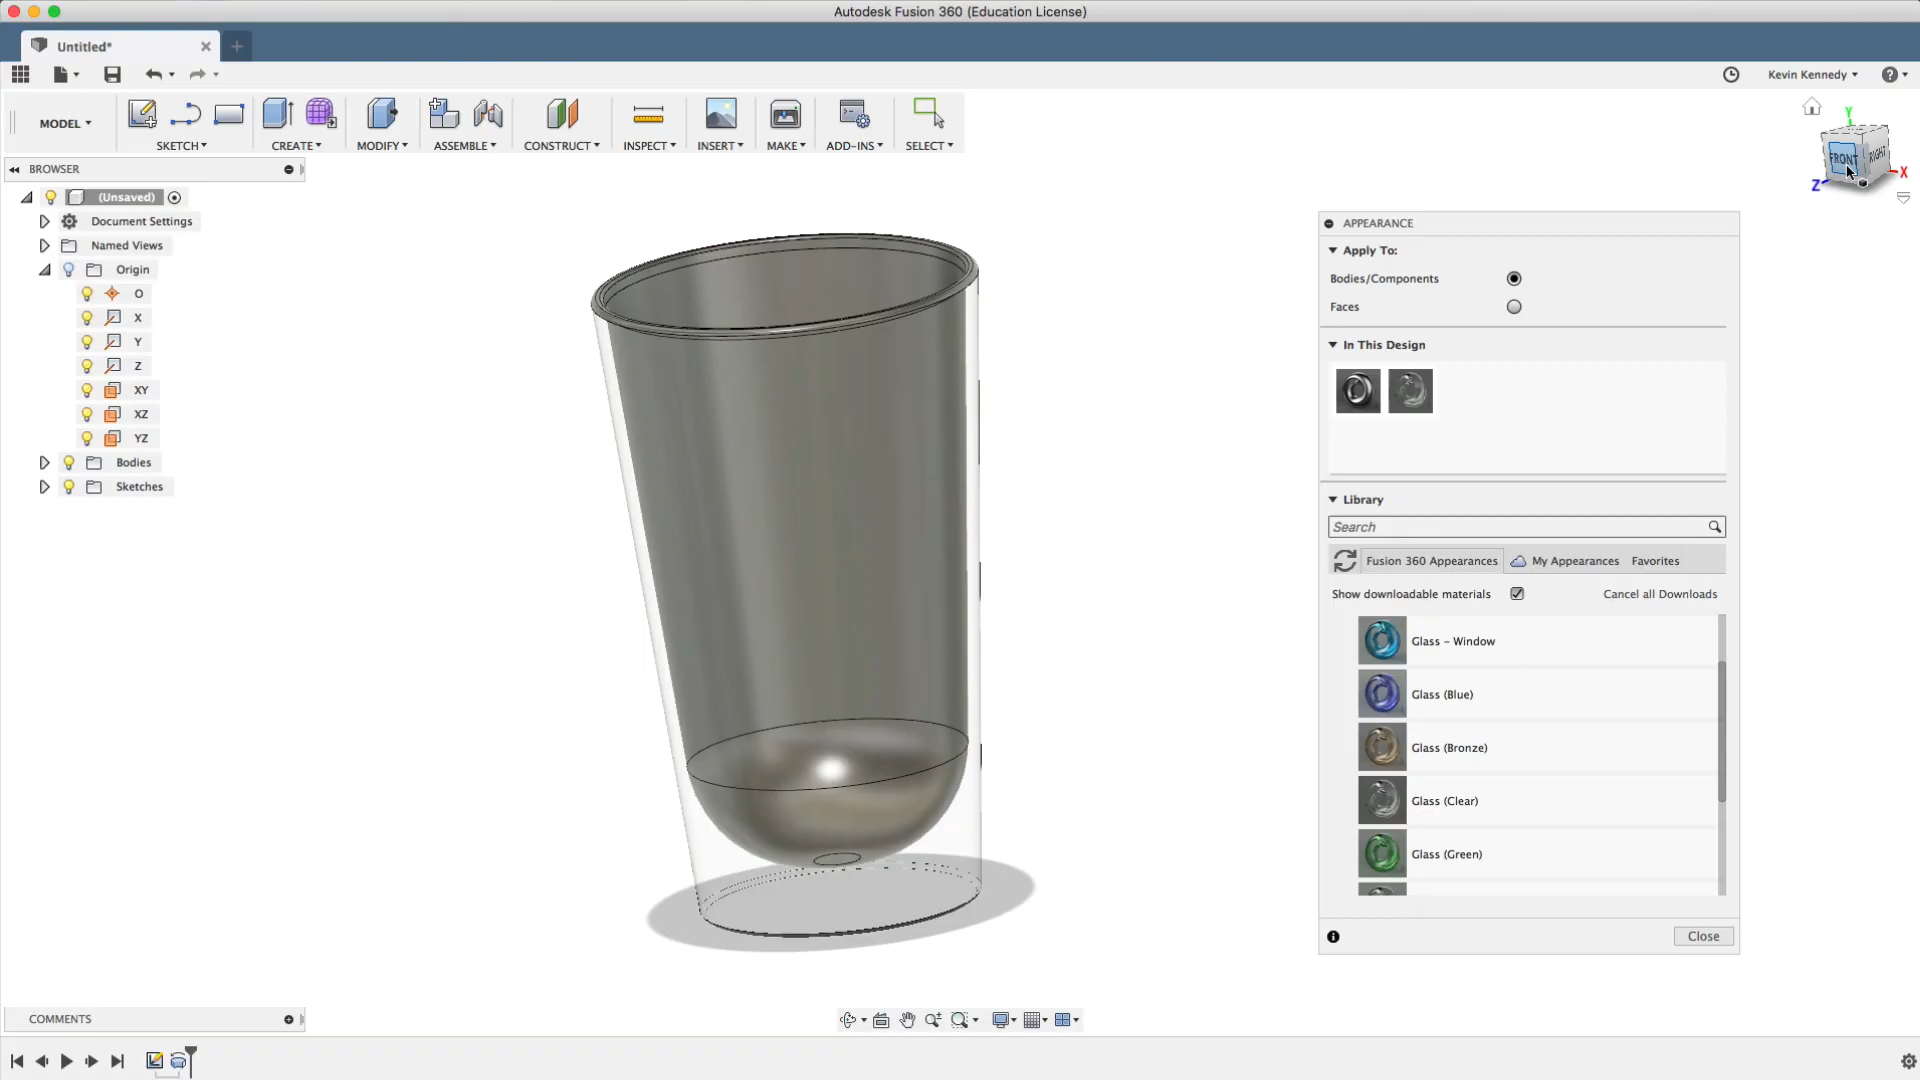 Autodesk Fusion 360 (Education License)
Untitled*
Kevin Kennedy
MODEL
SKETCH
CREATE
MODIFY
ASSEMBLE
CONSTRUCT
INSPECT
INSERT
MAKE
ADD-INS
SELECT
Y
FRONT
RIGHT
X
Z
BROWSER
(Unsaved)
Document Settings
Named Views
Origin
O
X
Y
Z
XY
XZ
YZ
Bodies
Sketches
APPEARANCE
Apply To:
Bodies/Components
Faces
In This Design
Library
Search
Fusion 360 Appearances
My Appearances
Favorites
Show downloadable materials
Cancel all Downloads
Glass - Window
Glass (Blue)
Glass (Bronze)
Glass (Clear)
Glass (Green)
Close
COMMENTS